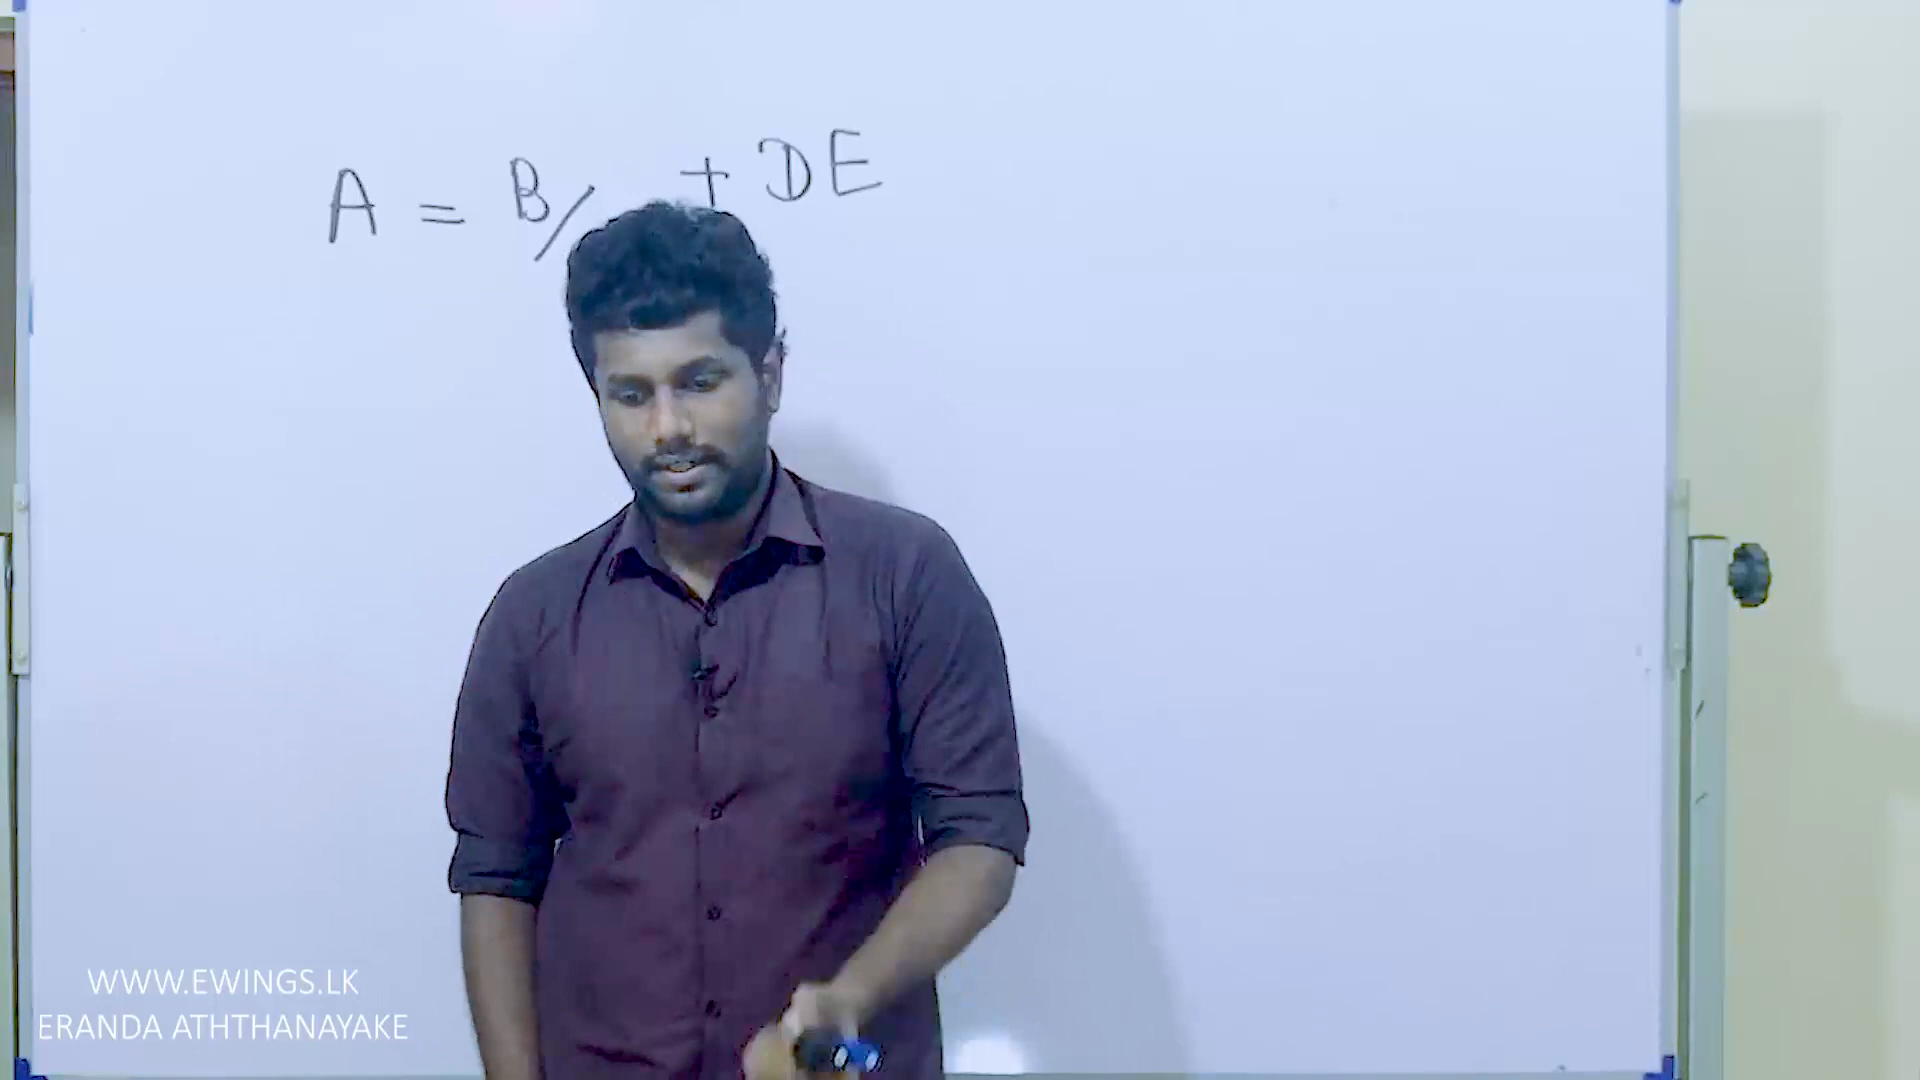 A = B/ + DE
WWW.EWINGS.LK
ERANDA ATHTHANAYAKE